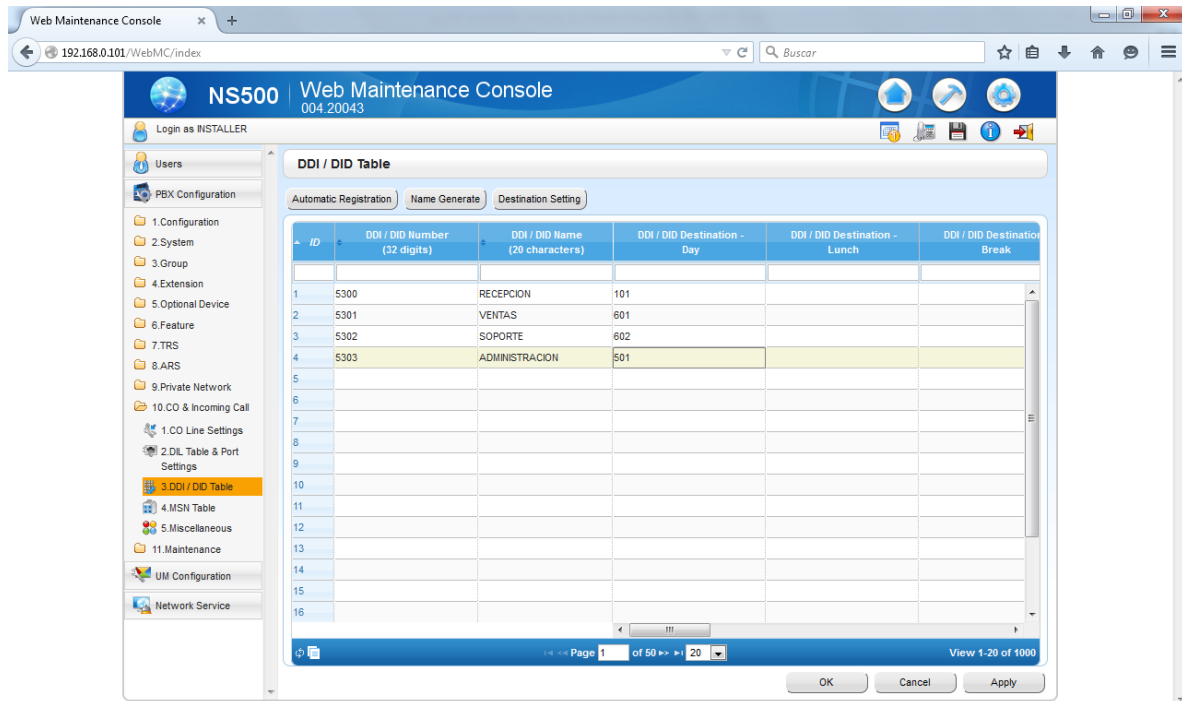 Web Maintenance Console
192.168.0.101/WebMC/index
Buscar
NS500
Web Maintenance Console
004.20043
Login as INSTALLER
Users
PBX Configuration
1.Configuration
2.System
3.Group
4.Extension
5.Optional Device
6.Feature
7.TRS
8.ARS
9.Private Network
10.CO & Incoming Call
1.CO Line Settings
2.DIL Table & Port
Settings
3.DDI / DID Table
4.MSN Table
5.Miscellaneous
11.Maintenance
UM Configuration
Network Service
DDI / DID Table
Automatic Registration Name Generate Destination Setting
ID DDI / DID Number DDI / DID Name DDI / DID Destination - DDI / DID Destination - DDI / DID Destination
(32 digits) (20 characters) Day Lunch Break
1 5300 RECEPCION 101
2 5301 VENTAS 601
3 5302 SOPORTE 602
4 5303 ADMINISTRACION 501
5
6
7
8
9
10
11
12
13
14
15
16
Page 1 of 50 20 View 1-20 of 1000
OK Cancel Apply